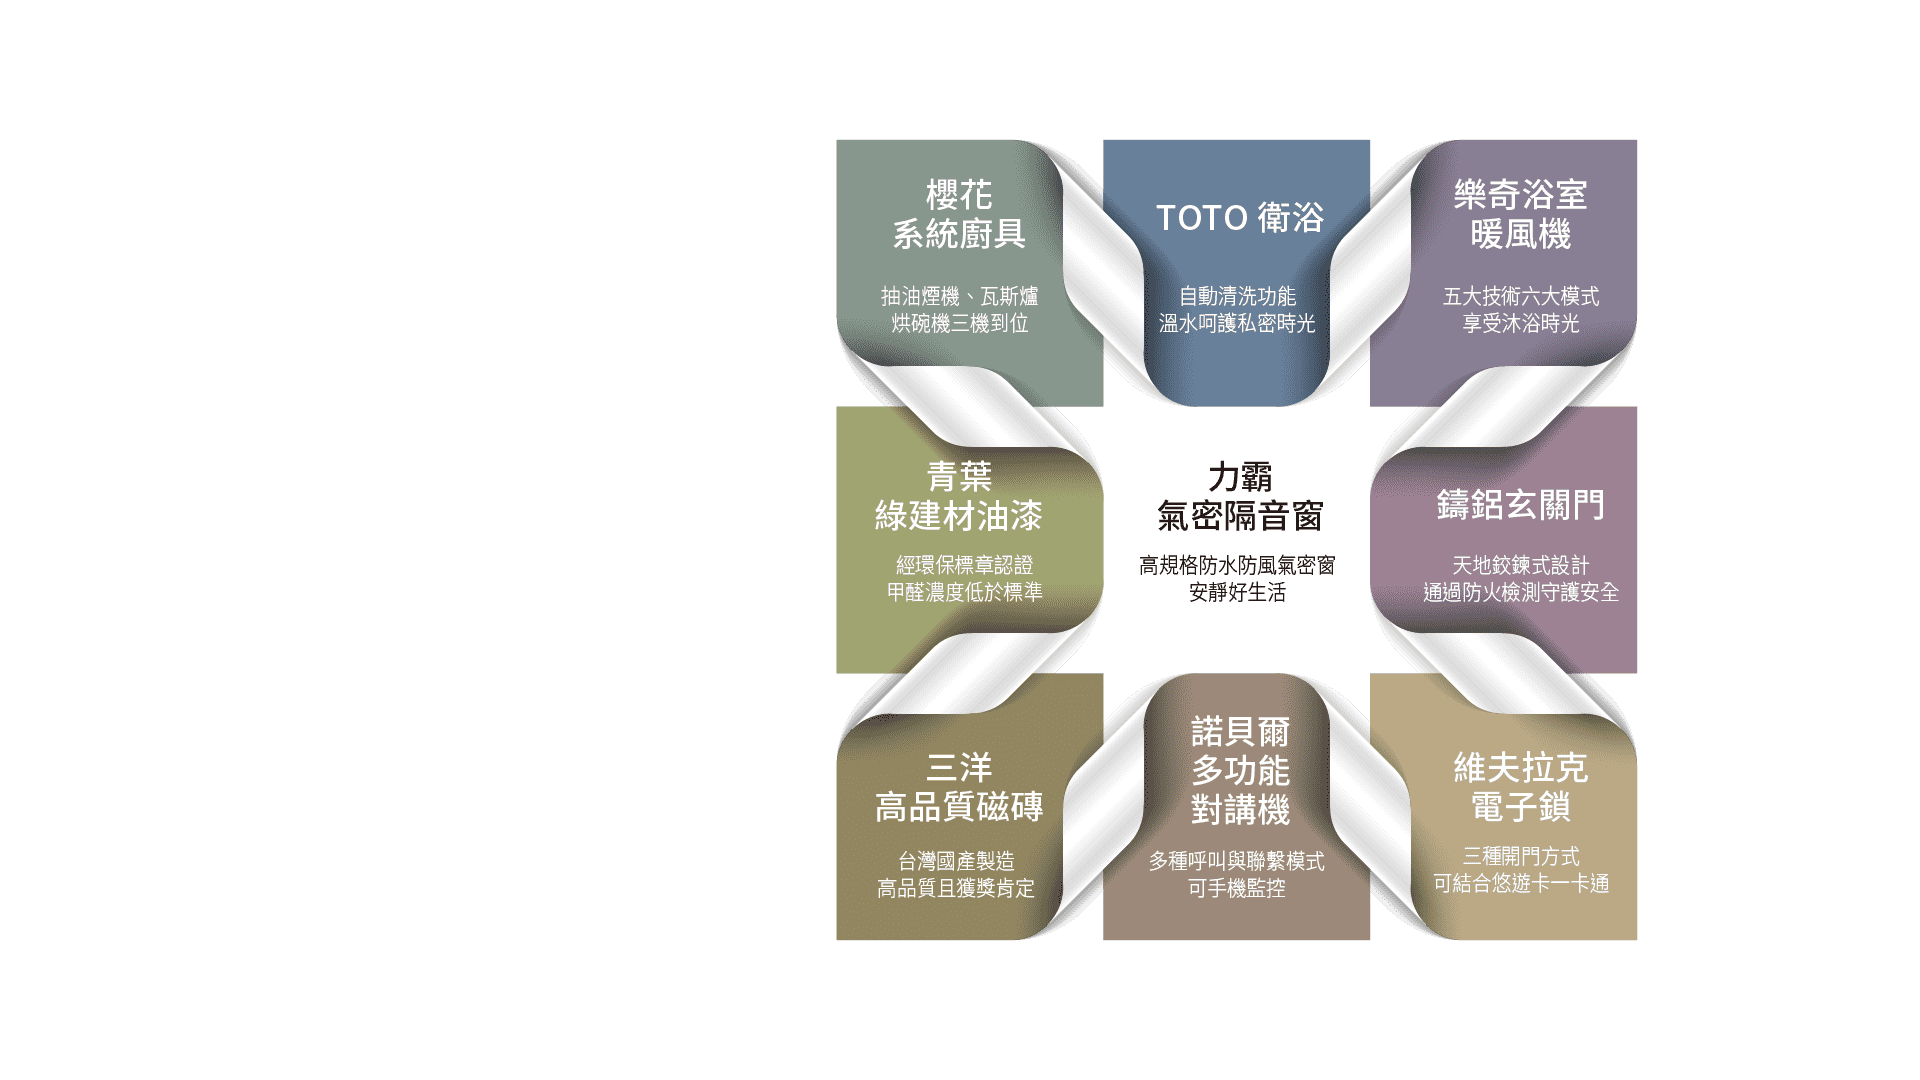 櫻花
系統廚具
抽油煙機、瓦斯爐
烘碗機三機到位
TOTO 衛浴
自動清洗功能
溫水呵護私密時光
樂奇浴室
暖風機
五大技術六大模式
享受沐浴時光
青葉
綠建材油漆
經環保標章認證
甲醛濃度低於標準
力霸
氣密隔音窗
高規格防水防風氣密窗
安靜好生活
鑄鋁玄關門
天地鉸鍊式設計
通過防火檢測守護安全
三洋
高品質磁磚
台灣國產製造
高品質且獲獎肯定
諾貝爾
多功能
對講機
多種呼叫與聯繫模式
可手機監控
維夫拉克
電子鎖
三種開門方式
可結合悠遊卡一卡通